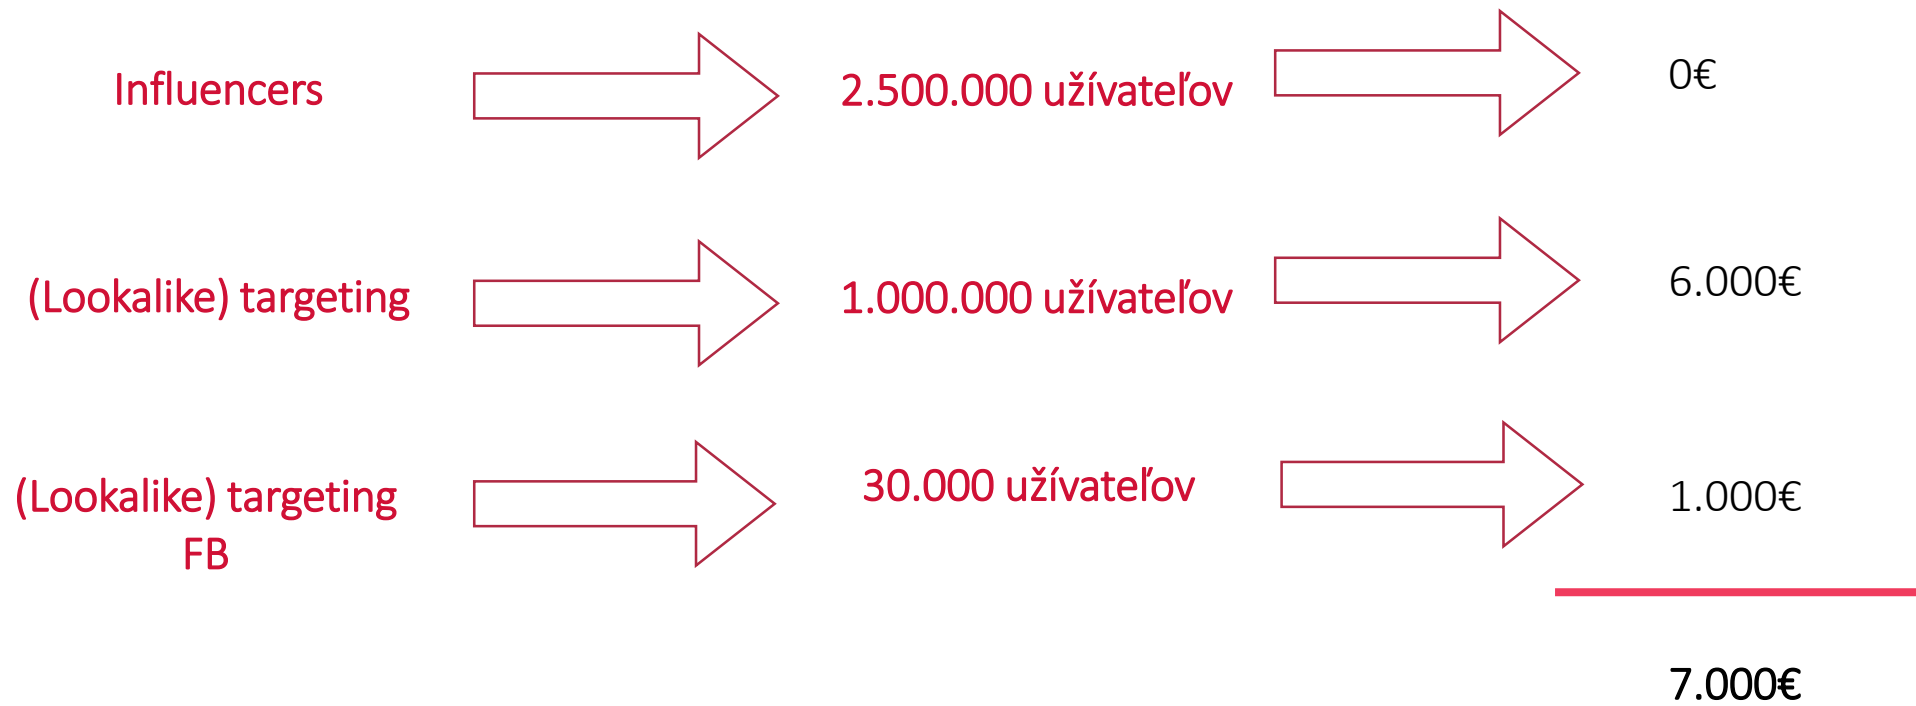 Influencers
2.500.000 užívateľov
0€
(Lookalike) targeting
1.000.000 užívateľov
6.000€
(Lookalike) targeting
FB
30.000 užívateľov
1.000€
7.000€